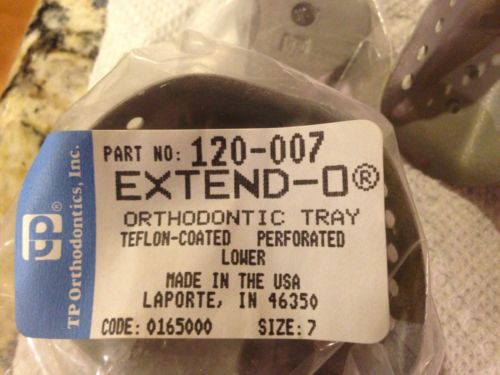 TP Orthodontics, Inc.
tp®
PART NO: 120-007
EXTEND-O®
ORTHODONTIC TRAY
TEFLON-COATED PERFORATED
LOWER
MADE IN THE USA
LAPORTE, IN 46350
CODE: 0165000 SIZE: 7